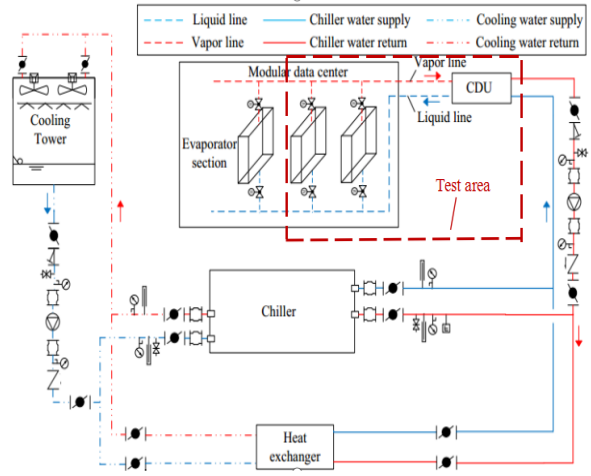 Liquid line
Chiller water supply
Cooling water supply
Vapor line
Chiller water return
Cooling water return
Modular data center
Vapor line
CDU
Cooling
Tower
Evaporator
section
Liquid line
Test area
Chiller
Heat
exchanger